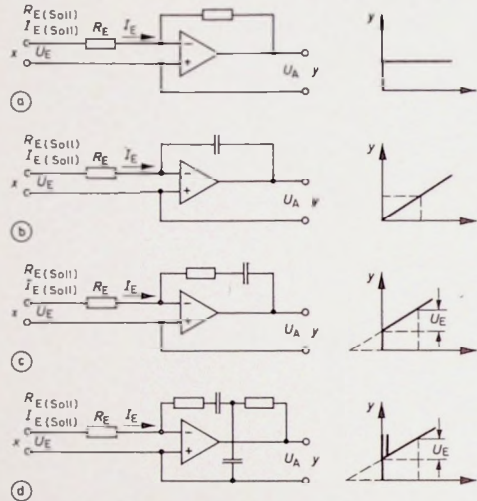 R_E(Soll)
I_E(Soll) R_E I_E
x U_E − +
U_A y
y
a
R_E(Soll)
I_E(Soll) R_E I_E
x U_E − +
U_A y
y
b
R_E(Soll)
I_E(Soll) R_E I_E
x U_E − +
U_A y
y
U_E
c
R_E(Soll)
I_E(Soll) R_E I_E
x U_E − +
U_A y
y
U_E
d